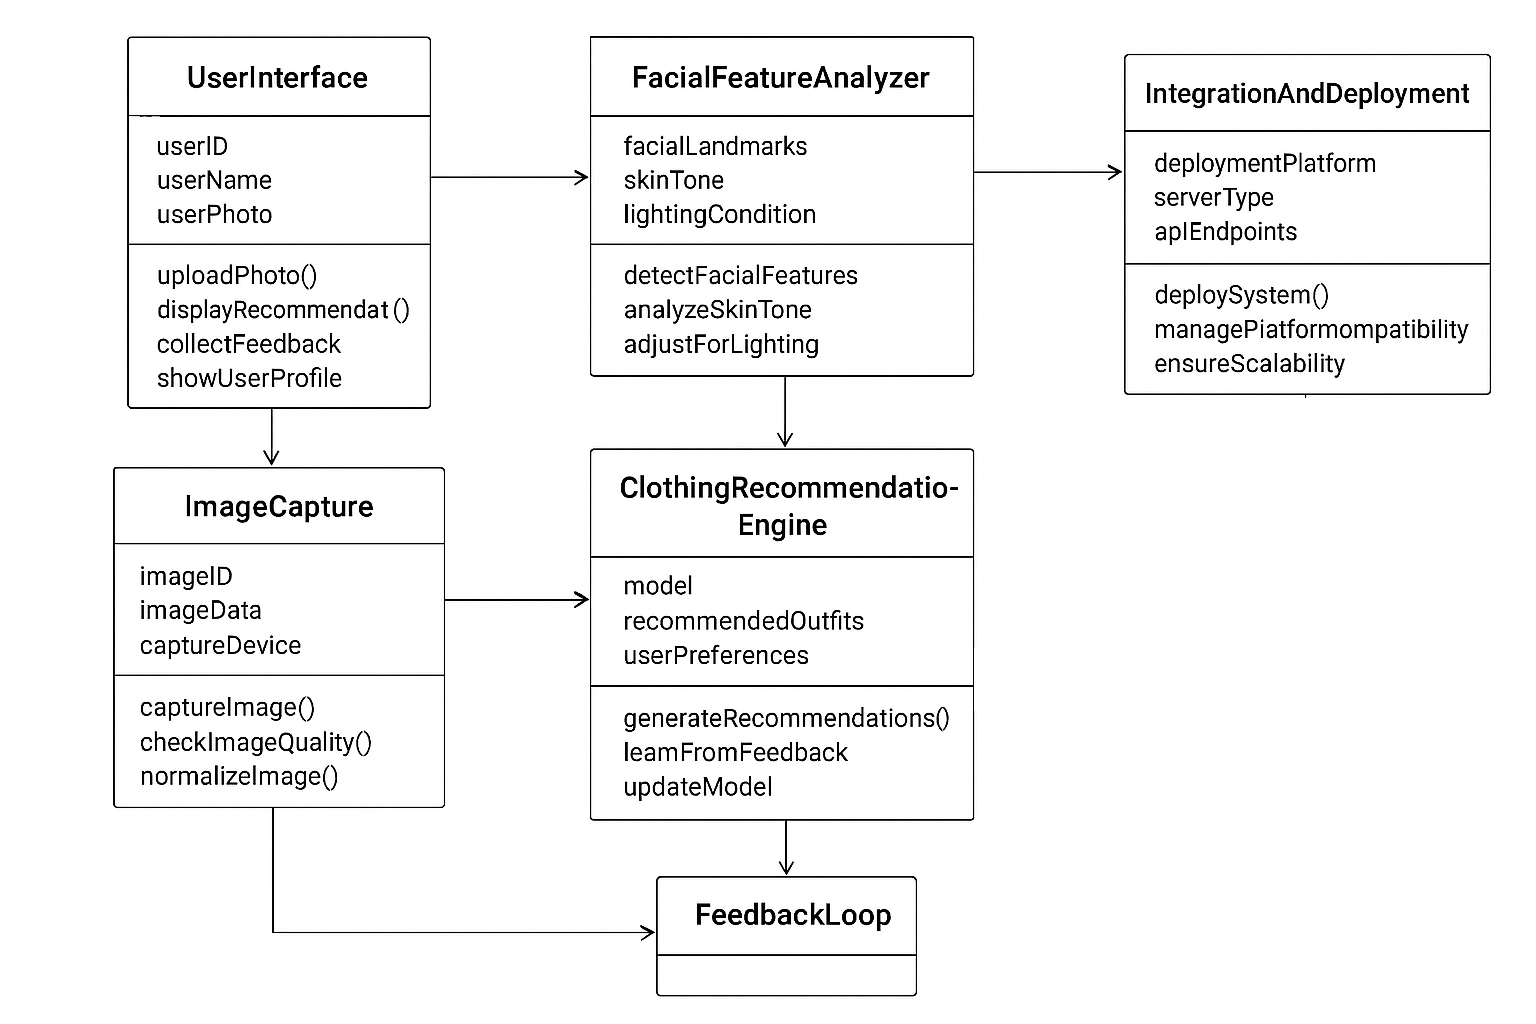 UserInterface
userID
userName
userPhoto
uploadPhoto()
displayRecommendat ()
collectFeedback
showUserProfile
FacialFeatureAnalyzer
facialLandmarks
skinTone
lightingCondition
detectFacialFeatures
analyzeSkinTone
adjustForLighting
IntegrationAndDeployment
deploymentPlatform
serverType
apIEndpoints
deploySystem()
managePiatformompatibility
ensureScalability
ImageCapture
imageID
imageData
captureDevice
captureImage()
checkImageQuality()
normalizeImage()
ClothingRecommendatio-
Engine
model
recommendedOutfits
userPreferences
generateRecommendations()
leamFromFeedback
updateModel
FeedbackLoop